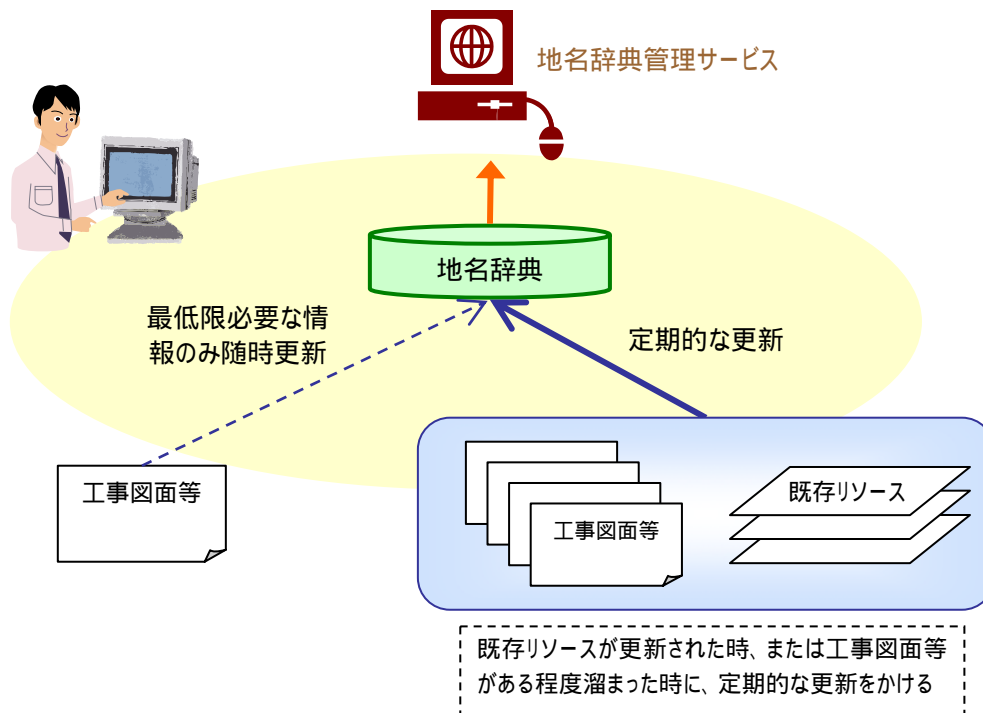 地名辞典管理サービス
地名辞典
最低限必要な情
報のみ随時更新
定期的な更新
工事図面等
工事図面等
既存リソース
既存リソースが更新された時、または工事図面等
がある程度溜まった時に、定期的な更新をかける